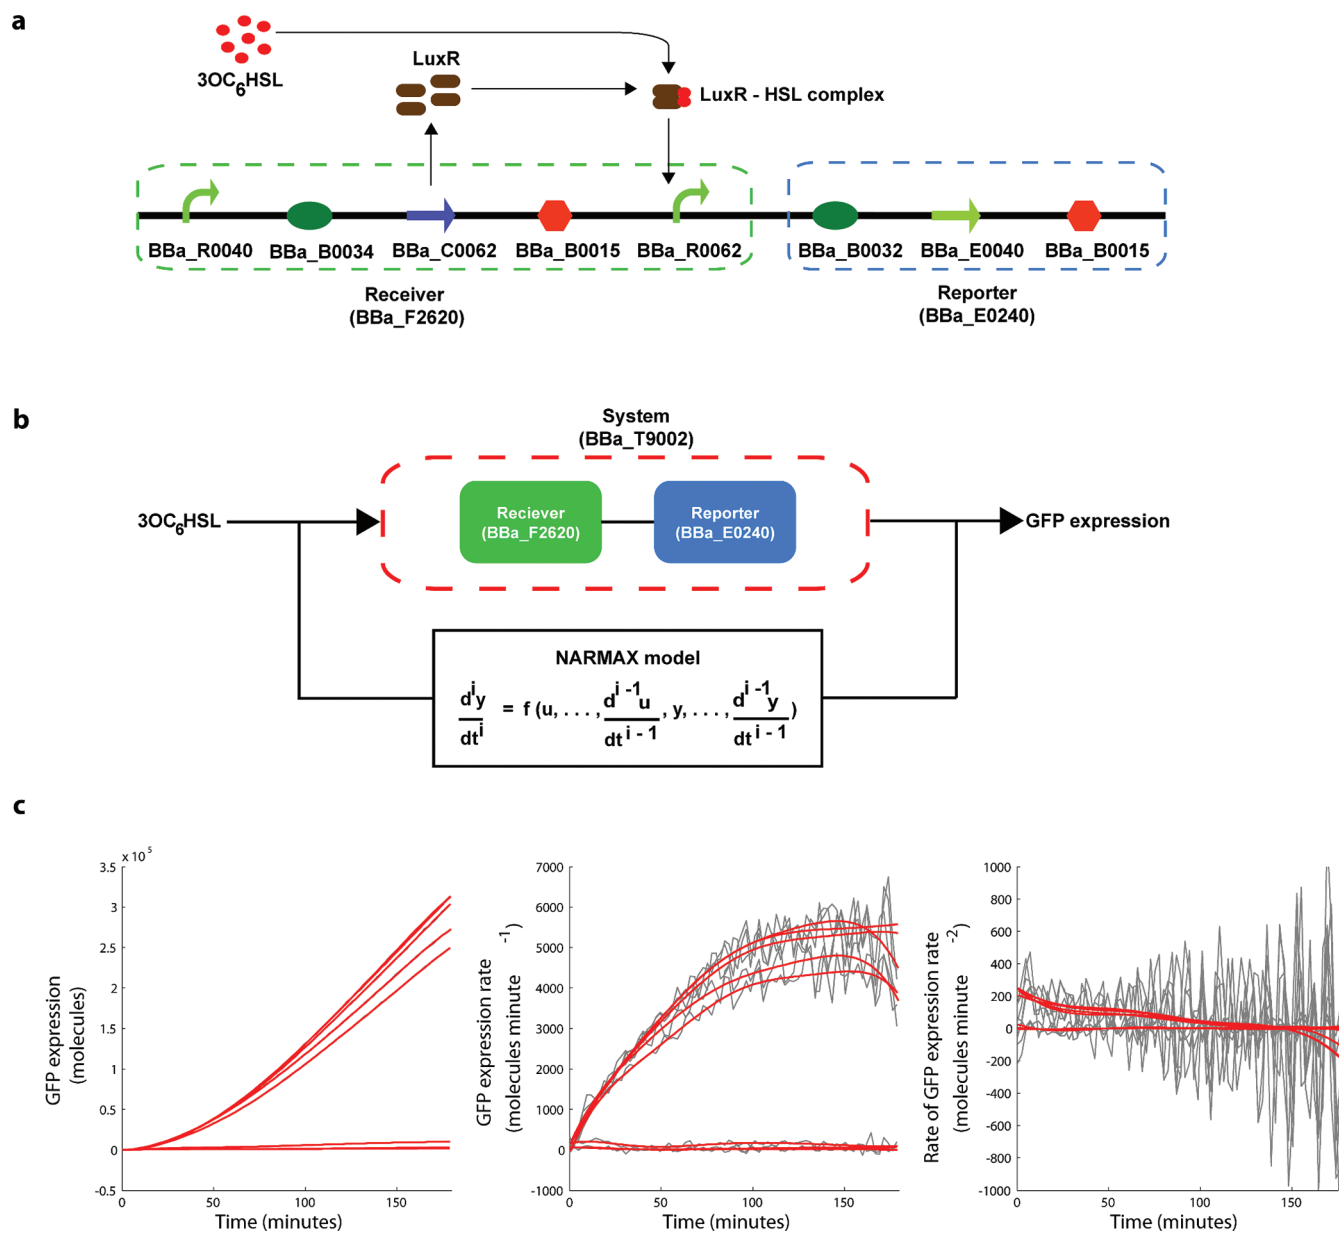 a
3OC6HSL
LuxR
LuxR - HSL complex
BBa_R0040
BBa_B0034
BBa_C0062
BBa_B0015
BBa_R0062
BBa_B0032
BBa_E0040
BBa_B0015
Receiver
(BBa_F2620)
Reporter
(BBa_E0240)
b
System
(BBa_T9002)
3OC6HSL
Reciever
(BBa_F2620)
Reporter
(BBa_E0240)
GFP expression
NARMAX model
d^i y / dt^i = f (u, . . . , d^i-1 u / dt^i-1 , y, . . . , d^i-1 y / dt^i-1 )
c
x 10^5
3.5
3
2.5
2
1.5
1
0.5
0
-0.5
0
50
100
150
GFP expression
(molecules)
Time (minutes)
7000
6000
5000
4000
3000
2000
1000
0
-1000
0
50
100
150
GFP expression rate
(molecules minute^-1)
Time (minutes)
1000
800
600
400
200
0
-200
-400
-600
-800
-1000
0
50
100
150
Rate of GFP expression rate
(molecules minute^-2)
Time (minutes)